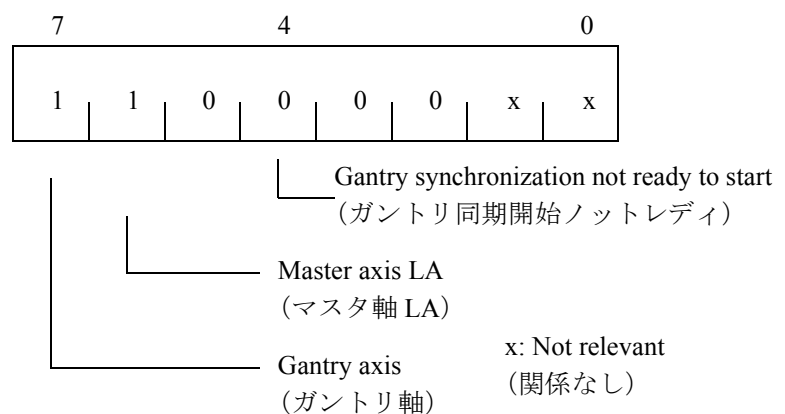 7 4 0
1 1 0 0 0 0 x x
Gantry synchronization not ready to start
（ガントリ同期開始ノットレディ）
Master axis LA
（マスタ軸 LA）
Gantry axis
（ガントリ軸）
x: Not relevant
（関係なし）